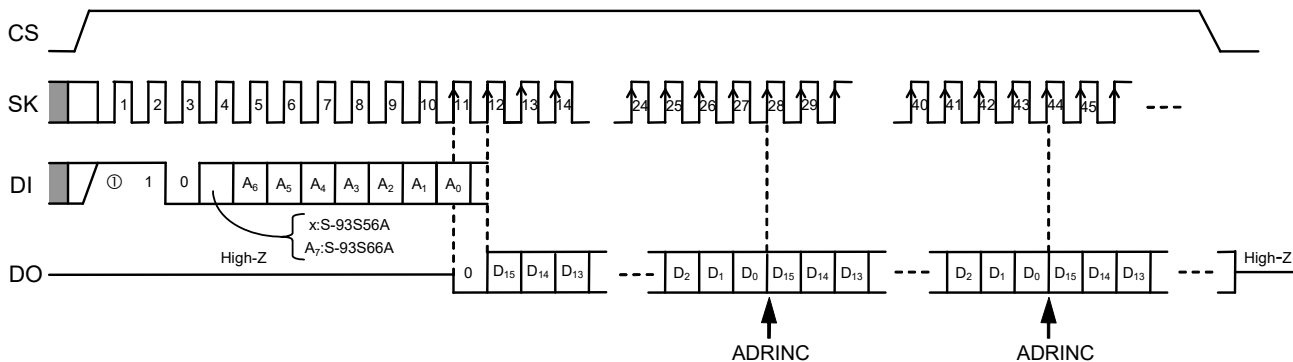 CS
SK 1 2 3 4 5 6 7 8 9 10 11 12 13 14 24 25 26 27 28 29 40 41 42 43 44 45
DI ① 1 0 A6 A5 A4 A3 A2 A1 A0
x:S-93S56A
A7:S-93S66A
High-Z
DO 0 D15 D14 D13 D2 D1 D0 D15 D14 D13 D2 D1 D0 D15 D14 D13 High-Z
ADRINC ADRINC